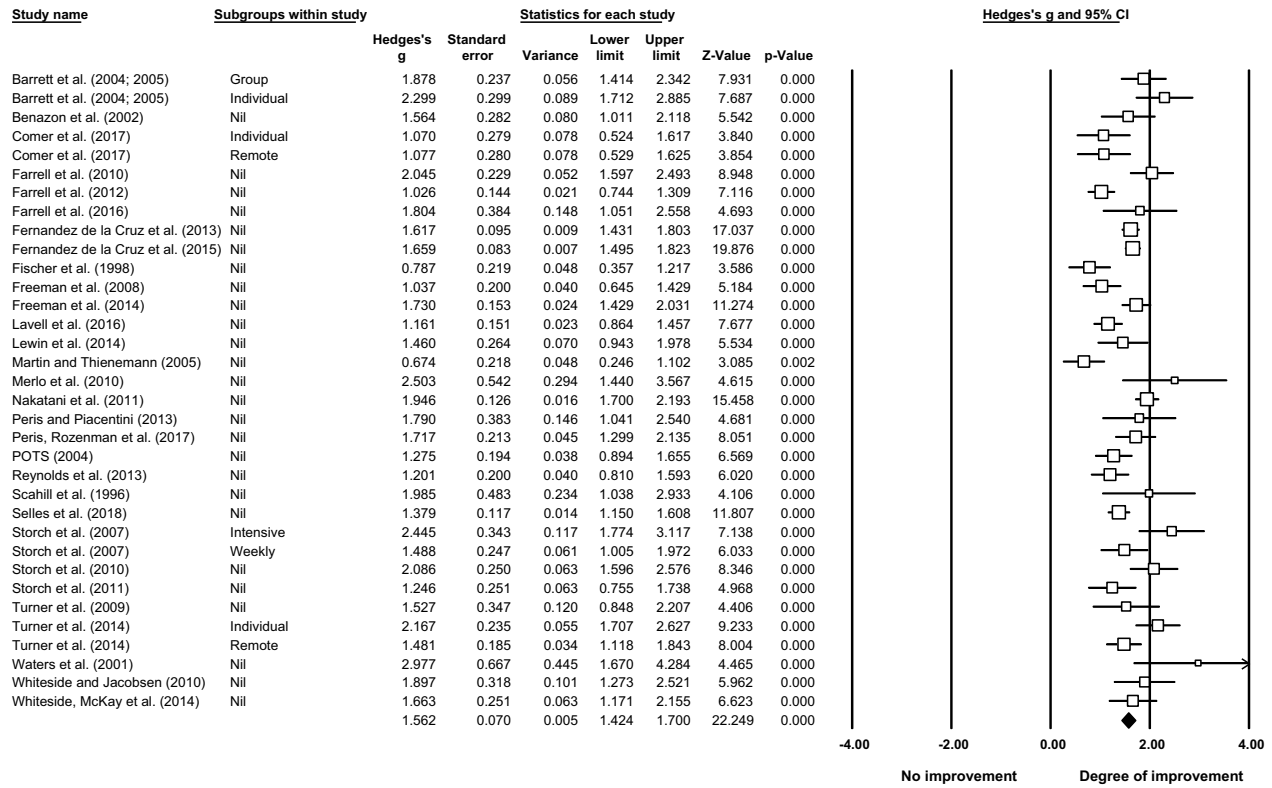 Study name Subgroups within study Statistics for each study Hedges's g and 95% CI
Hedges's Standard Lower Upper
g error Variance limit limit Z-Value p-Value
Barrett et al. (2004; 2005) Group 1.878 0.237 0.056 1.414 2.342 7.931 0.000
Barrett et al. (2004; 2005) Individual 2.299 0.299 0.089 1.712 2.885 7.687 0.000
Benazon et al. (2002) Nil 1.564 0.282 0.080 1.011 2.118 5.542 0.000
Comer et al. (2017) Individual 1.070 0.279 0.078 0.524 1.617 3.840 0.000
Comer et al. (2017) Remote 1.077 0.280 0.078 0.529 1.625 3.854 0.000
Farrell et al. (2010) Nil 2.045 0.229 0.052 1.597 2.493 8.948 0.000
Farrell et al. (2012) Nil 1.026 0.144 0.021 0.744 1.309 7.116 0.000
Farrell et al. (2016) Nil 1.804 0.384 0.148 1.051 2.558 4.693 0.000
Fernandez de la Cruz et al. (2013) Nil 1.617 0.095 0.009 1.431 1.803 17.037 0.000
Fernandez de la Cruz et al. (2015) Nil 1.659 0.083 0.007 1.495 1.823 19.876 0.000
Fischer et al. (1998) Nil 0.787 0.219 0.048 0.357 1.217 3.586 0.000
Freeman et al. (2008) Nil 1.037 0.200 0.040 0.645 1.429 5.184 0.000
Freeman et al. (2014) Nil 1.730 0.153 0.024 1.429 2.031 11.274 0.000
Lavell et al. (2016) Nil 1.161 0.151 0.023 0.864 1.457 7.677 0.000
Lewin et al. (2014) Nil 1.460 0.264 0.070 0.943 1.978 5.534 0.000
Martin and Thienemann (2005) Nil 0.674 0.218 0.048 0.246 1.102 3.085 0.002
Merlo et al. (2010) Nil 2.503 0.542 0.294 1.440 3.567 4.615 0.000
Nakatani et al. (2011) Nil 1.946 0.126 0.016 1.700 2.193 15.458 0.000
Peris and Piacentini (2013) Nil 1.790 0.383 0.146 1.041 2.540 4.681 0.000
Peris, Rozenman et al. (2017) Nil 1.717 0.213 0.045 1.299 2.135 8.051 0.000
POTS (2004) Nil 1.275 0.194 0.038 0.894 1.655 6.569 0.000
Reynolds et al. (2013) Nil 1.201 0.200 0.040 0.810 1.593 6.020 0.000
Scahill et al. (1996) Nil 1.985 0.483 0.234 1.038 2.933 4.106 0.000
Selles et al. (2018) Nil 1.379 0.117 0.014 1.150 1.608 11.807 0.000
Storch et al. (2007) Intensive 2.445 0.343 0.117 1.774 3.117 7.138 0.000
Storch et al. (2007) Weekly 1.488 0.247 0.061 1.005 1.972 6.033 0.000
Storch et al. (2010) Nil 2.086 0.250 0.063 1.596 2.576 8.346 0.000
Storch et al. (2011) Nil 1.246 0.251 0.063 0.755 1.738 4.968 0.000
Turner et al. (2009) Nil 1.527 0.347 0.120 0.848 2.207 4.406 0.000
Turner et al. (2014) Individual 2.167 0.235 0.055 1.707 2.627 9.233 0.000
Turner et al. (2014) Remote 1.481 0.185 0.034 1.118 1.843 8.004 0.000
Waters et al. (2001) Nil 2.977 0.667 0.445 1.670 4.284 4.465 0.000
Whiteside and Jacobsen (2010) Nil 1.897 0.318 0.101 1.273 2.521 5.962 0.000
Whiteside, McKay et al. (2014) Nil 1.663 0.251 0.063 1.171 2.155 6.623 0.000
1.562 0.070 0.005 1.424 1.700 22.249 0.000
-4.00 -2.00 0.00 2.00 4.00
No improvement Degree of improvement